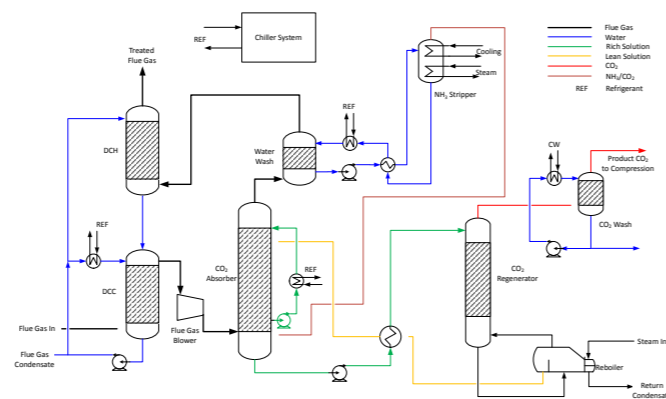 REF
Chiller System
Treated
Flue Gas
Cooling
Steam
NH₃ Stripper
Flue Gas
Water
Rich Solution
Lean Solution
CO₂
NH₃/CO₂
REF Refrigerant
DCH
Water
Wash
REF
CW
Product CO₂
to Compression
CO₂ Wash
REF
CO₂
Absorber
REF
CO₂
Regenerator
DCC
Flue Gas In
Flue Gas
Blower
Flue Gas
Condensate
Steam In
Reboiler
Return
Condensat